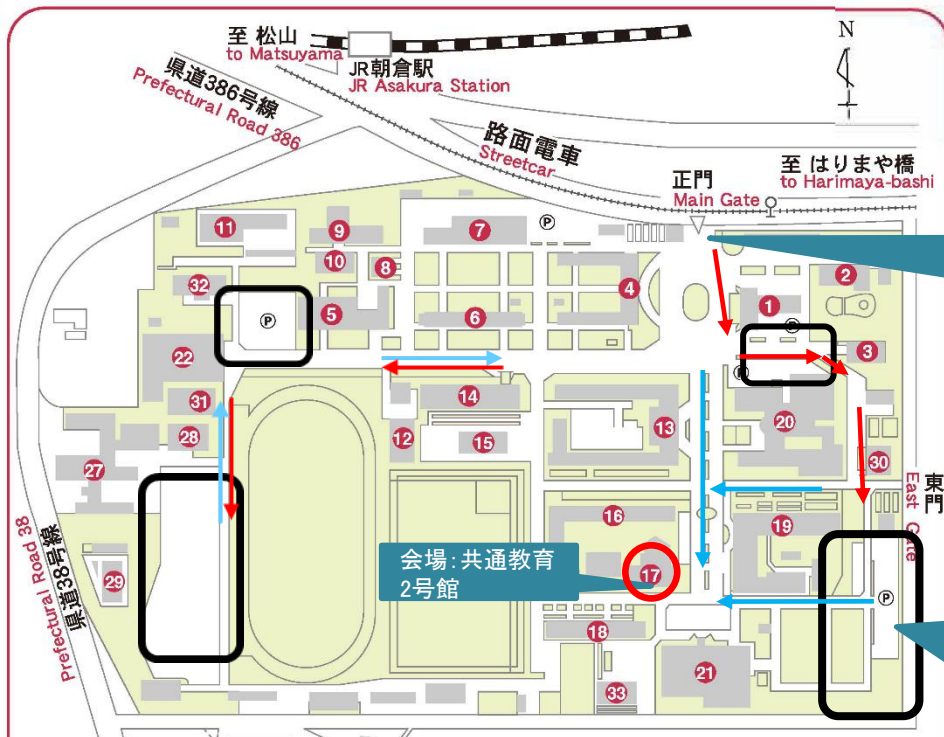 至 松山
to Matsuyama
JR朝倉駅
JR Asakura Station
N
県道386号線
Prefectural Road 386
路面電車
Streetcar
至 はりまや橋
to Harimaya-bashi
正門
Main Gate
11
9
7
P
10
8
4
2
32
P
5
6
1
P
3
22
P
31
14
13
20
28
12
15
30
27
東門
East Gate
16
19
会場:共通教育
2号館
17
29
P
県道38号線
Prefectural Road 38
18
21
33